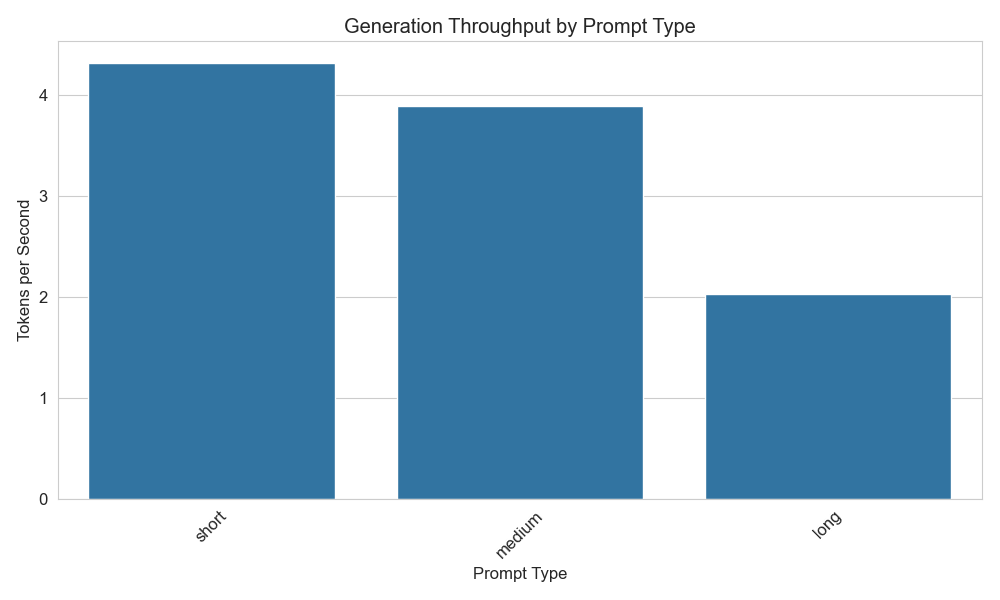 Generation Throughput by Prompt Type
Tokens per Second
4
3
2
1
0
short
medium
long
Prompt Type